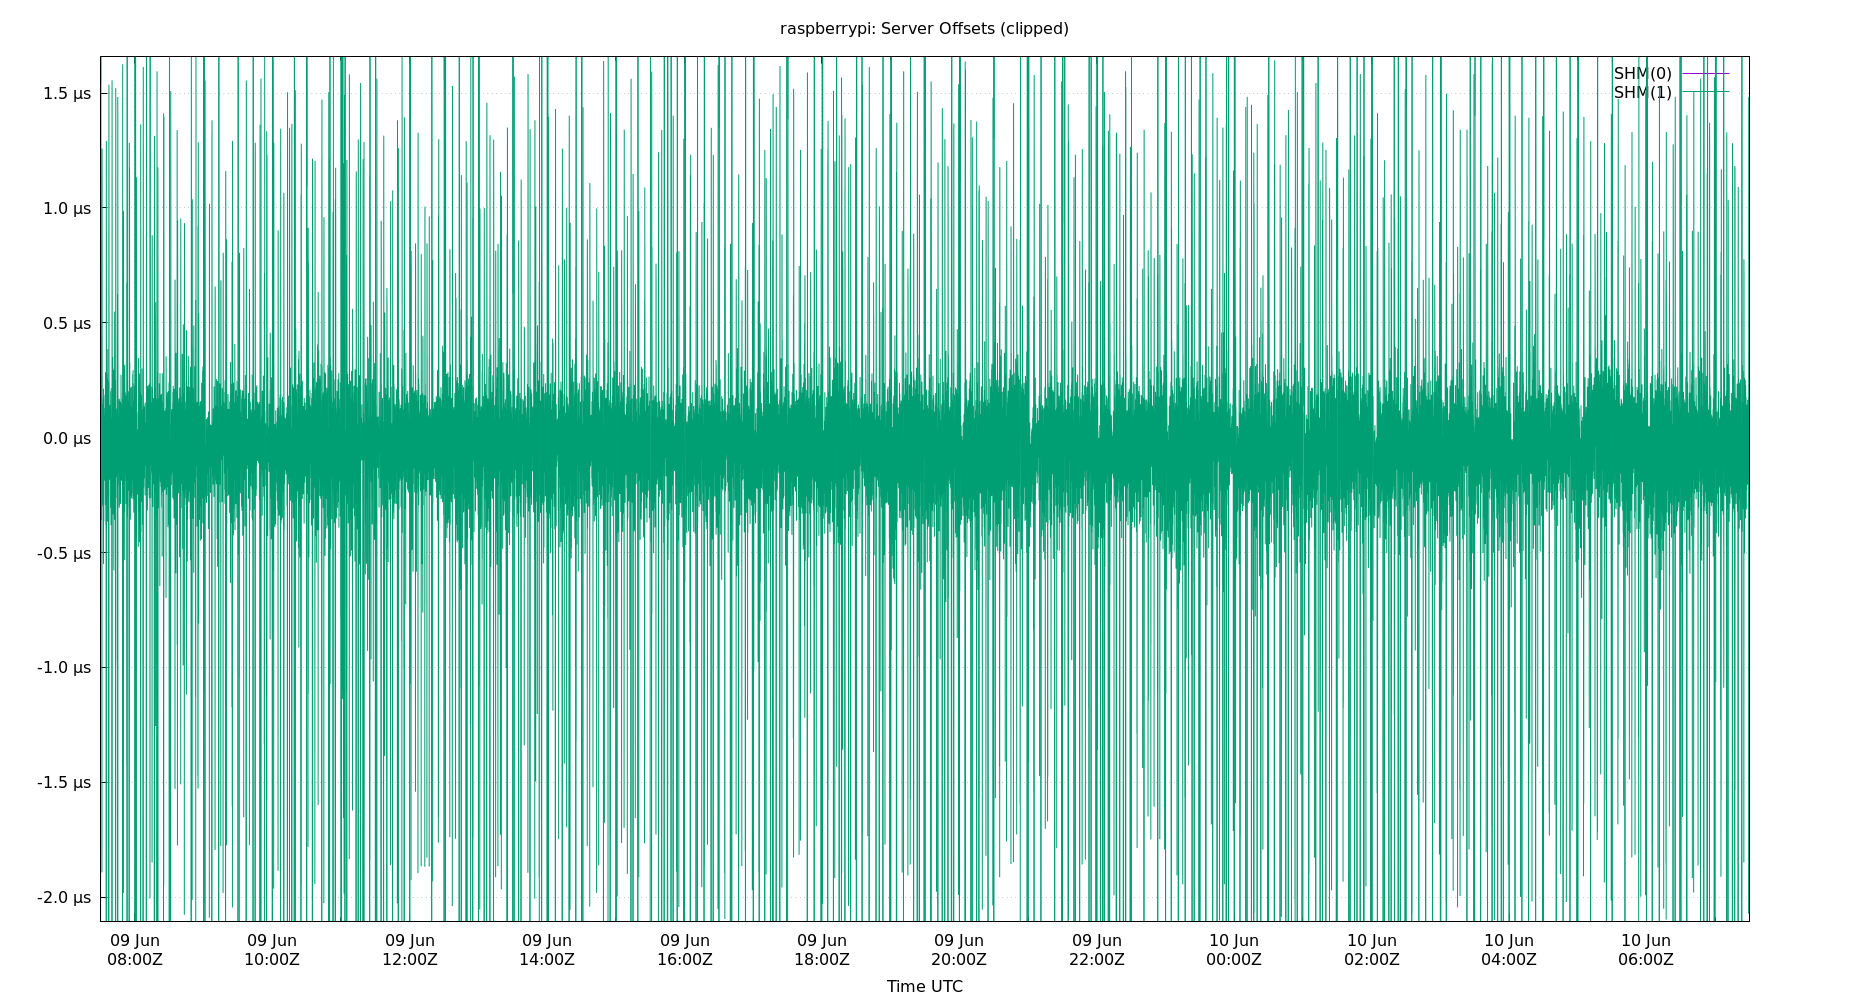 raspberrypi: Server Offsets (clipped)
SHM(0)
SHM(1)
1.5 µs
1.0 µs
0.5 µs
0.0 µs
-0.5 µs
-1.0 µs
-1.5 µs
-2.0 µs
09 Jun 09 Jun 09 Jun 09 Jun 09 Jun 09 Jun 09 Jun 09 Jun 10 Jun 10 Jun 10 Jun 10 Jun
08:00Z 10:00Z 12:00Z 14:00Z 16:00Z 18:00Z 20:00Z 22:00Z 00:00Z 02:00Z 04:00Z 06:00Z
Time UTC